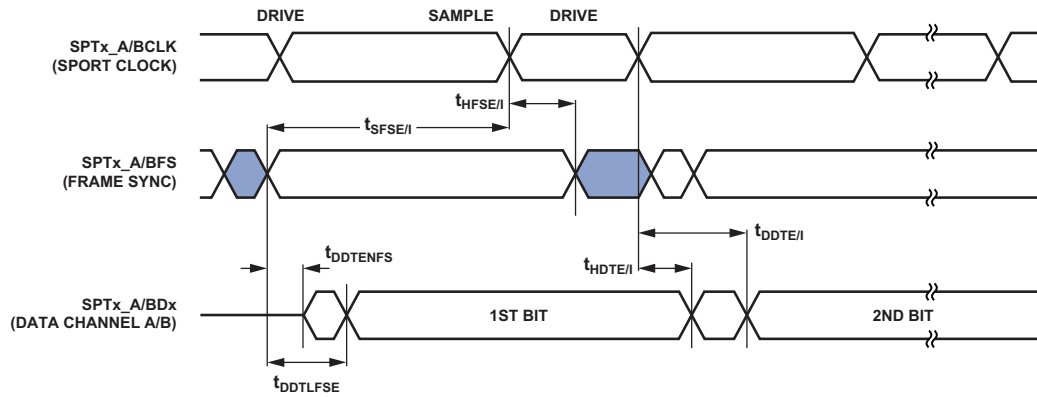 DRIVE SAMPLE DRIVE
SPTx_A/BCLK
(SPORT CLOCK)
tHFSE/I
tSFSE/I
SPTx_A/BFS
(FRAME SYNC)
tDDTE/I
tDDTENFS
tHDTE/I
SPTx_A/BDx
(DATA CHANNEL A/B)
1ST BIT 2ND BIT
tDDTLFSE